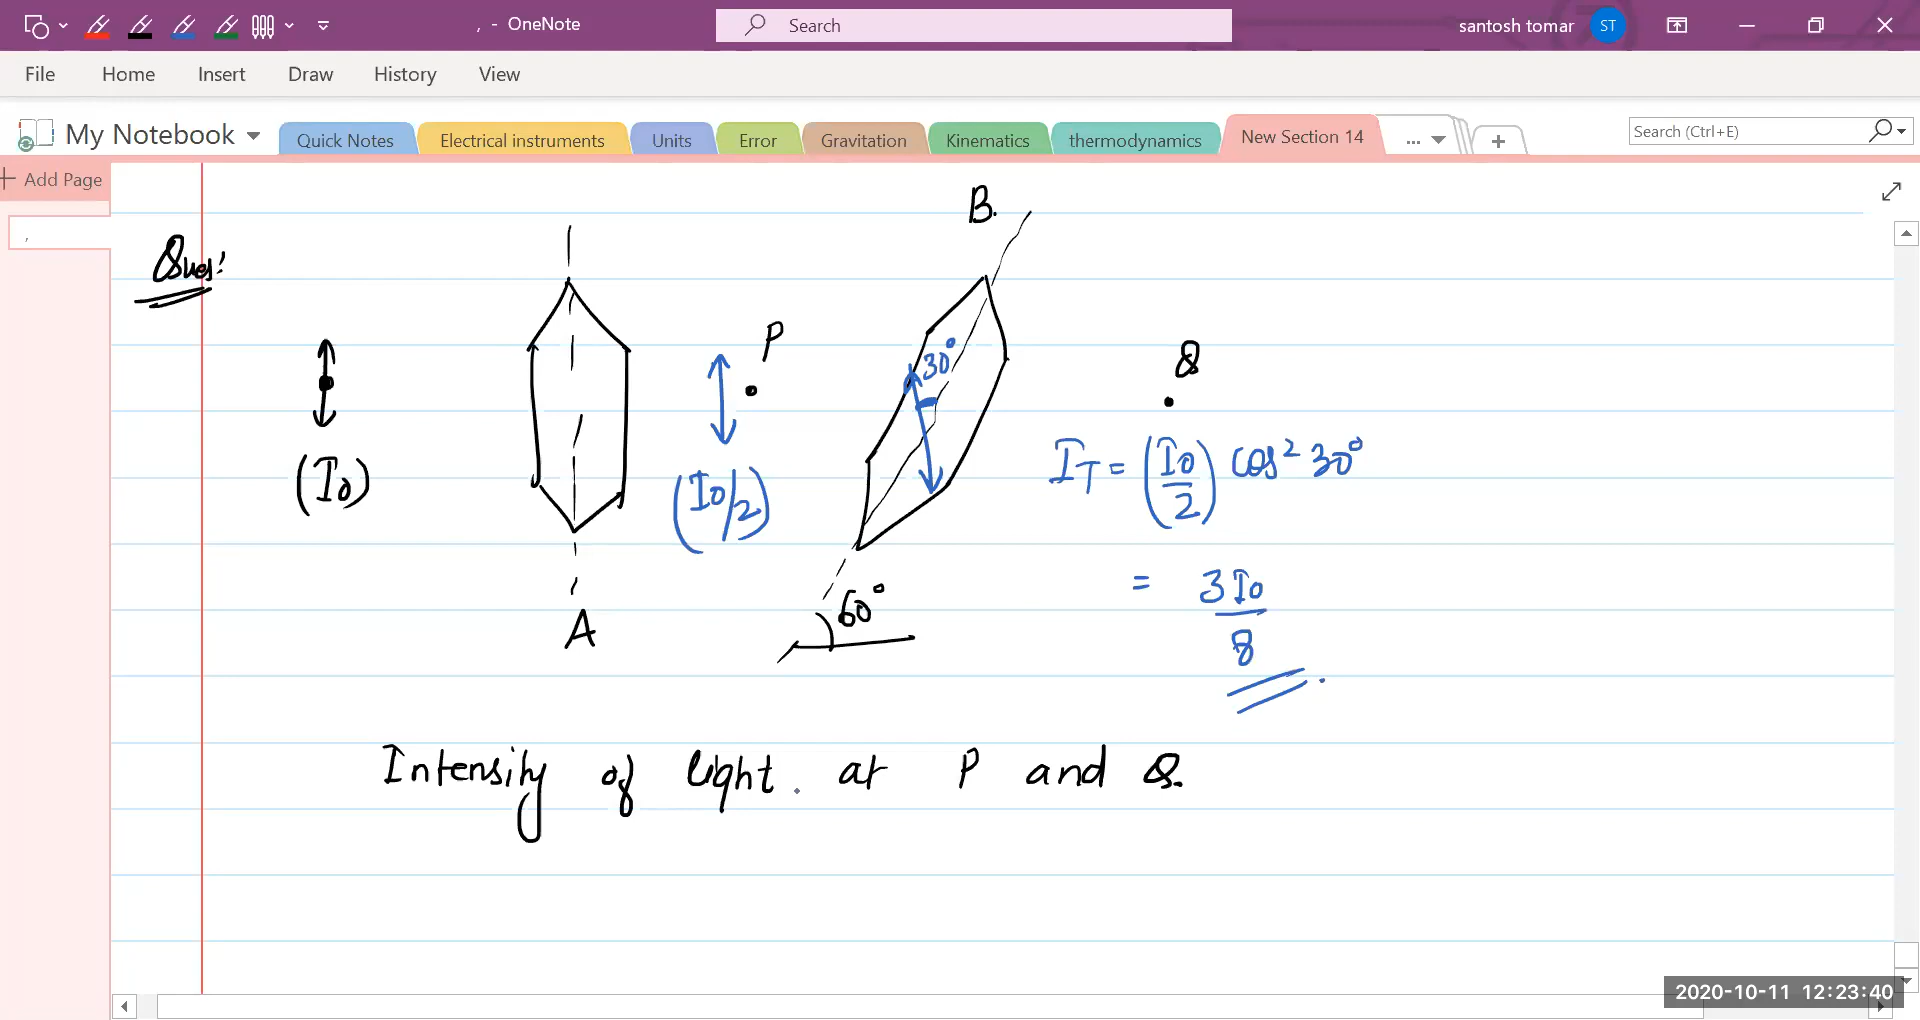 , - OneNote
Search
santosh tomar ST
File Home Insert Draw History View
My Notebook
Quick Notes Electrical instruments Units Error Gravitation Kinematics thermodynamics New Section 14 ... +
Search (Ctrl+E)
+ Add Page
,
Ques:
B.
P
30°
Q
(I0)
(I0/2)
IT = (I0/2) cos² 30°
= 3I0/8
60°
A
Intensity of light. at P and Q.
2020-10-11 12:23:40